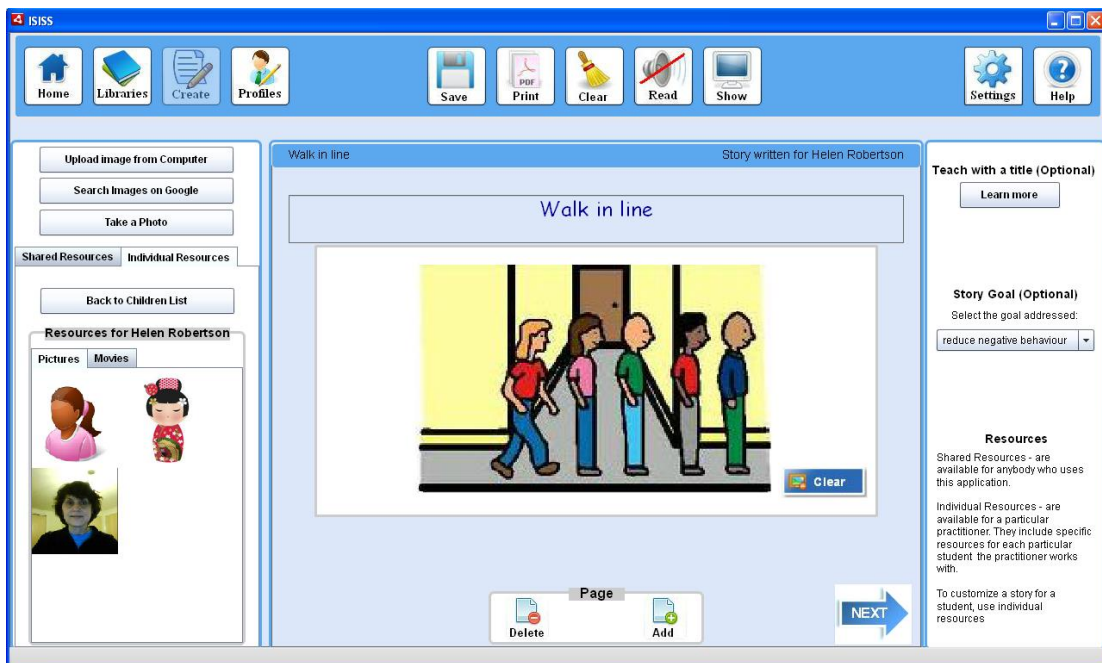 ISISS
Home
Libraries
Create
Profiles
Save
PDF
Print
Clear
Read
Show
Settings
Help
Upload image from Computer
Search Images on Google
Take a Photo
Shared Resources
Individual Resources
Back to Children List
Resources for Helen Robertson
Pictures
Movies
Walk in line
Story written for Helen Robertson
Walk in line
Clear
Page
Delete
Add
NEXT
Teach with a title (Optional)
Learn more
Story Goal (Optional)
Select the goal addressed:
reduce negative behaviour
Resources
Shared Resources - are
available for anybody who uses
this application.
Individual Resources - are
available for a particular
practitioner. They include specific
resources for each particular
student the practitioner works
with.
To customize a story for a
student, use individual
resources